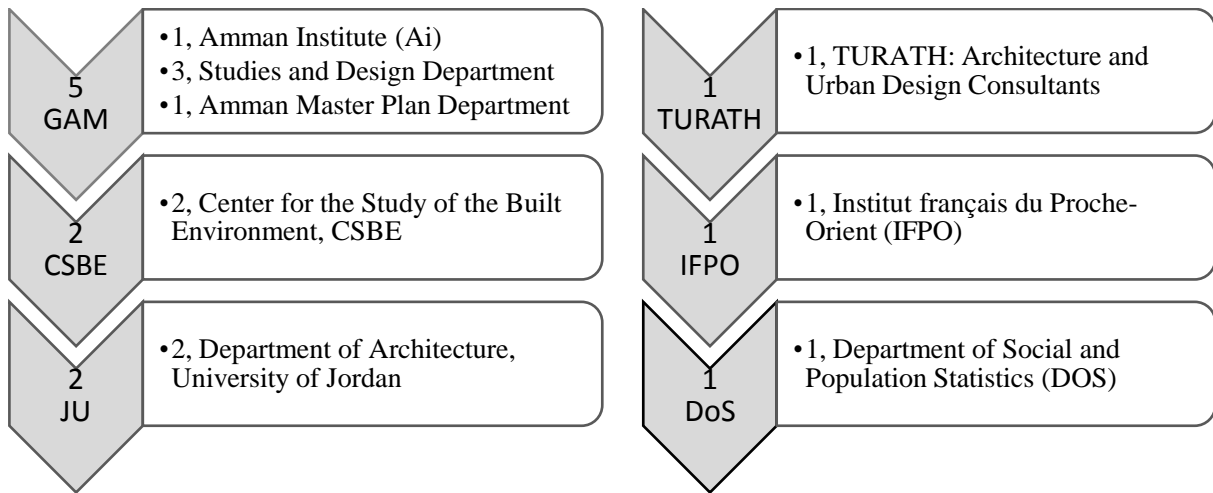 5
GAM
•1, Amman Institute (Ai)
•3, Studies and Design Department
•1, Amman Master Plan Department
2
CSBE
•2, Center for the Study of the Built
Environment, CSBE
2
JU
•2, Department of Architecture,
University of Jordan
1
TURATH
•1, TURATH: Architecture and
Urban Design Consultants
1
IFPO
•1, Institut français du Proche-
Orient (IFPO)
1
DoS
•1, Department of Social and
Population Statistics (DOS)